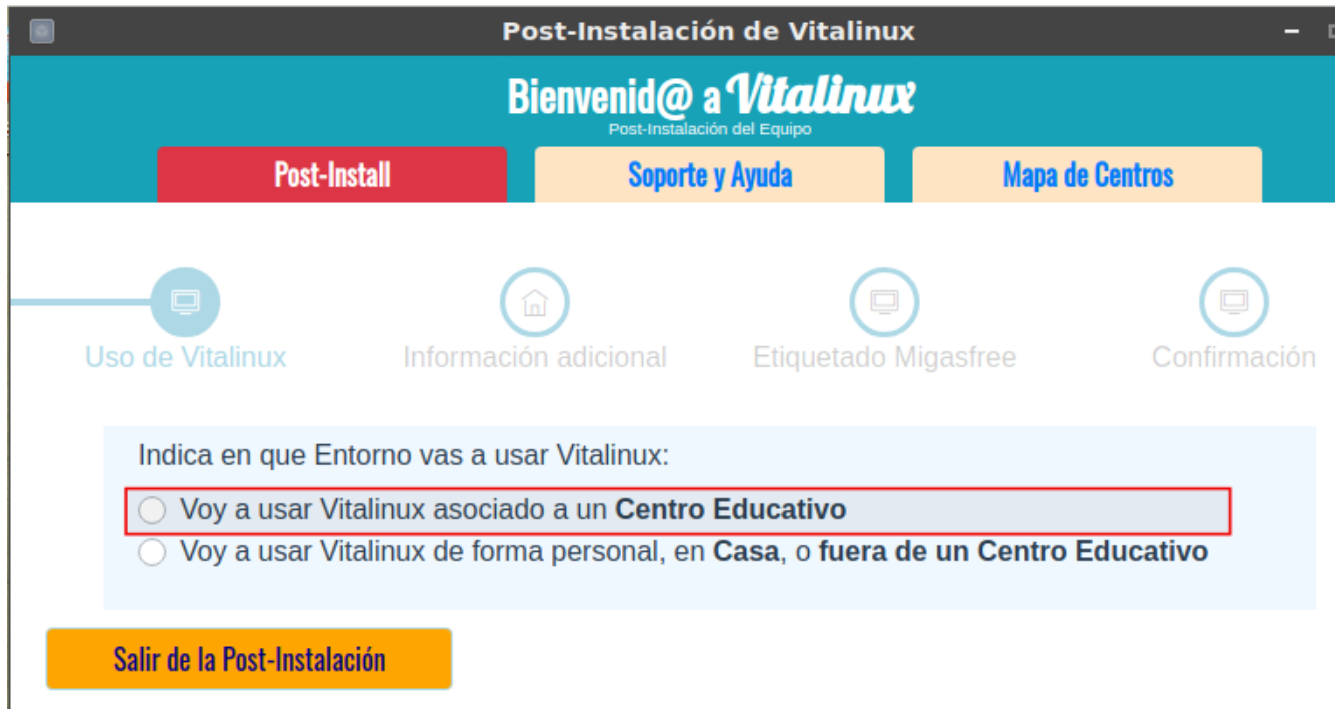 Post-Instalación de Vitalinux
Bienvenid@ a Vitalinux
Post-Instalación del Equipo
Post-Install
Soporte y Ayuda
Mapa de Centros
Uso de Vitalinux
Información adicional
Etiquetado Migasfree
Confirmación
Indica en que Entorno vas a usar Vitalinux:
Voy a usar Vitalinux asociado a un Centro Educativo
Voy a usar Vitalinux de forma personal, en Casa, o fuera de un Centro Educativo
Salir de la Post-Instalación